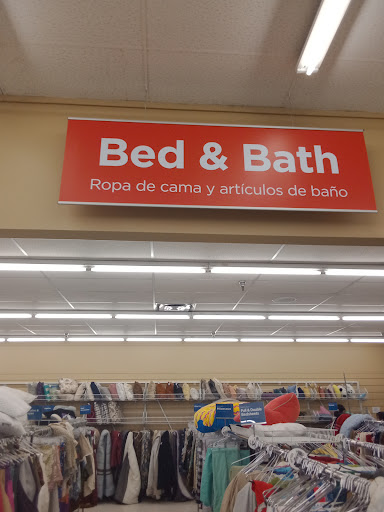 Bed & Bath
Ropa de cama y artículos de baño